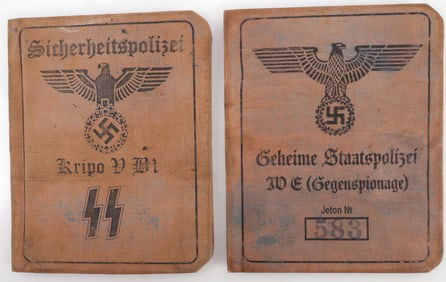 Sicherheitspolizei
Kripo V B1
Geheime Staatspolizei
IV E (Gegenspionage)
Jeton №
583